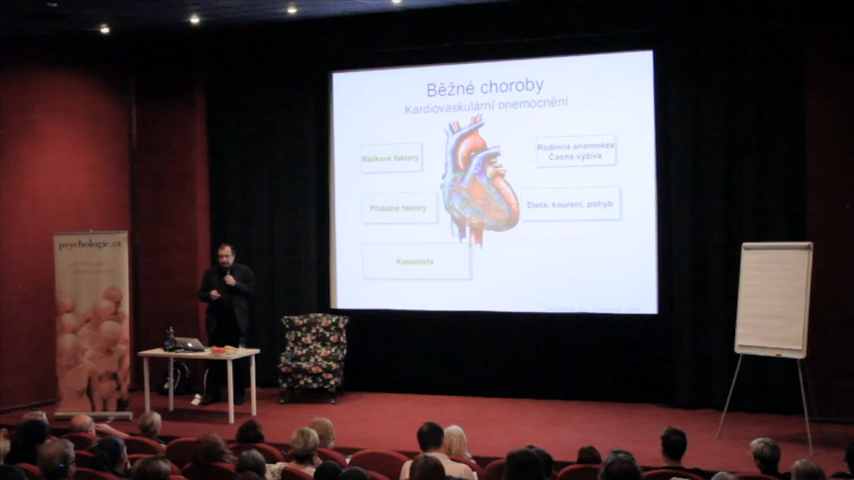 Běžné choroby
Kardiovaskulární onemocnění
Rizikové faktory
Rodinná anamnéza
Časná výživa
Přídatné faktory
Dieta, kouření, pohyb
Katastrofa
psychologie.cz